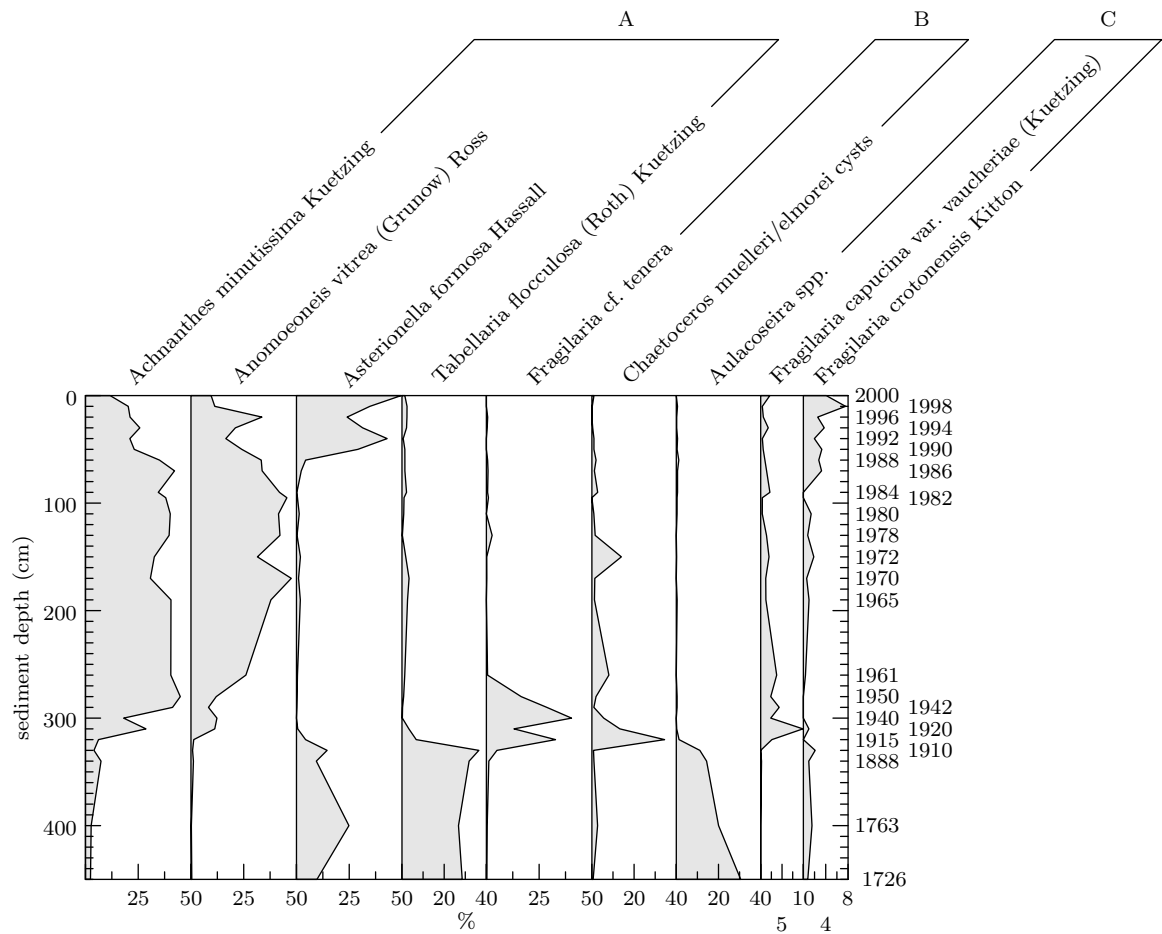 A B C
Achnanthes minutissima Kuetzing
Anomoeoneis vitrea (Grunow) Ross
Asterionella formosa Hassall
Tabellaria flocculosa (Roth) Kuetzing
Fragilaria cf. tenera
Chaetoceros muelleri/elmorei cysts
Aulacoseira spp.
Fragilaria capucina var. vaucheriae (Kuetzing)
Fragilaria crotonensis Kitton
0 2000
1998
1996
1994
1992
1990
1988
1986
1984
100 1982
1980
1978
1972
1970
200 1965
1961
1950
1942
300 1940
1920
1915
1910
1888
400 1763
1726
sediment depth (cm)
25 50 25 50 25 50 20 40 25 50 20 40 20 40 10 8
% 5 4